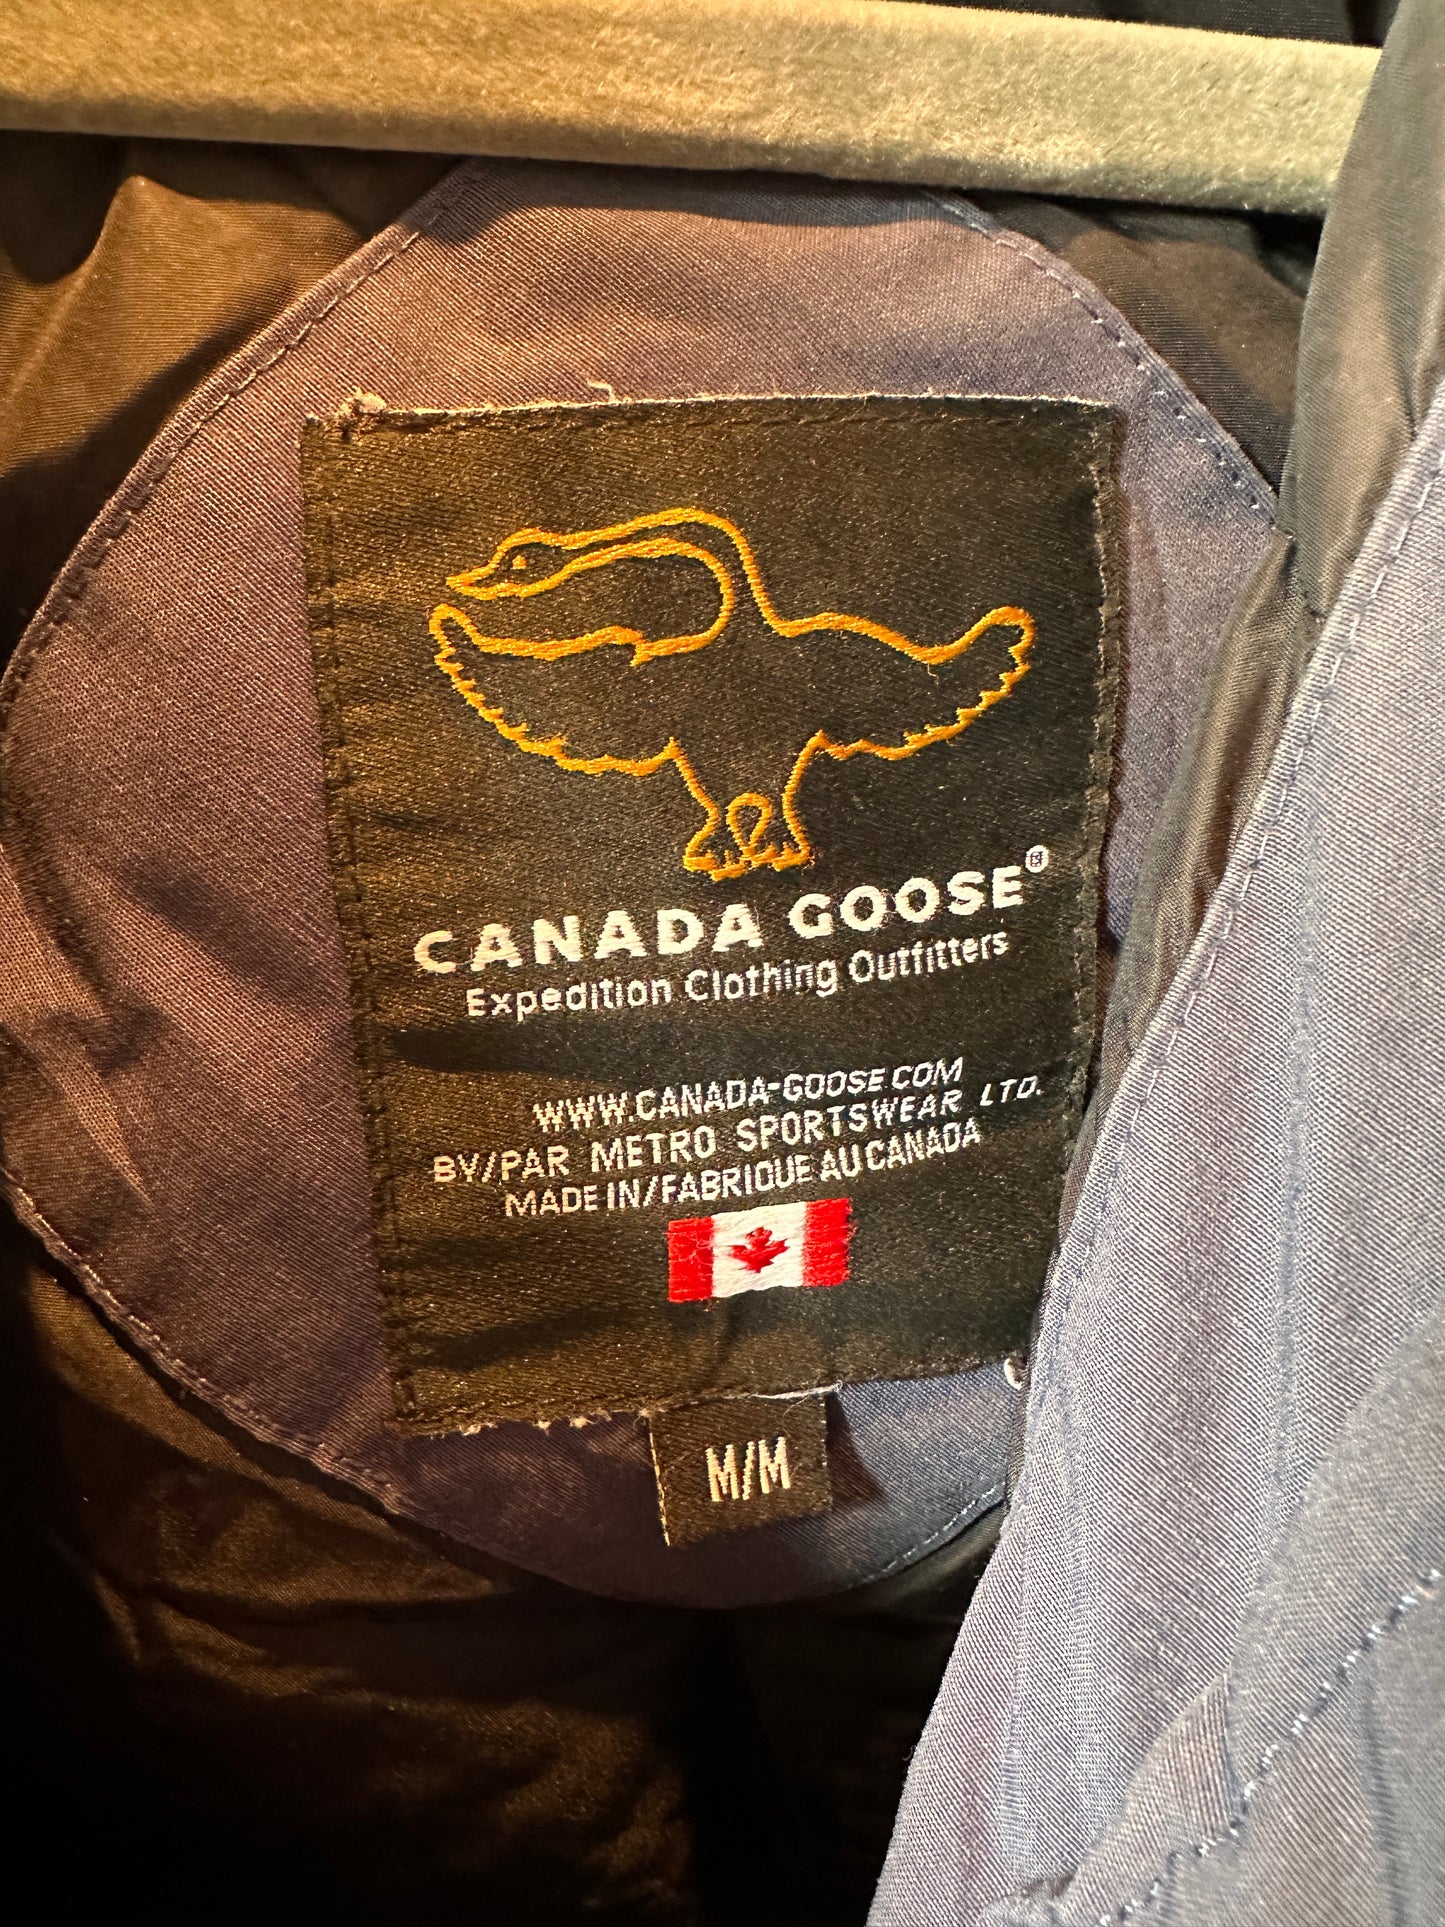 CANADA GOOSE®
Expedition Clothing Outfitters
WWW.CANADA-GOOSE.COM
BY/PAR METRO SPORTSWEAR LTD.
MADE IN/FABRIQUE AU CANADA
M/M